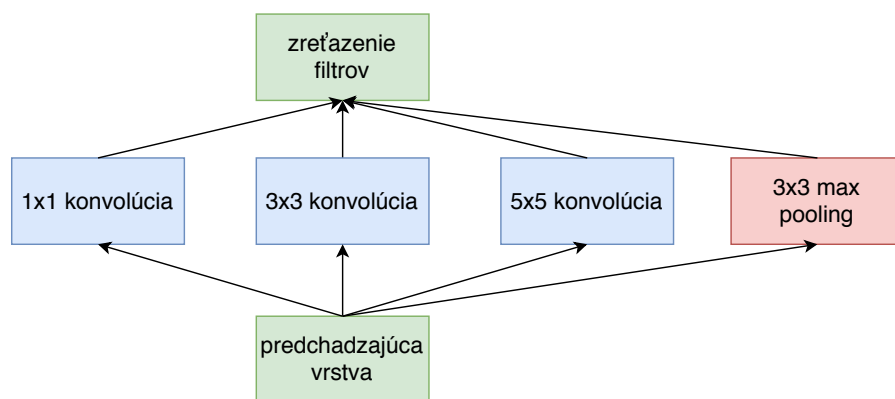 zreťazenie
filtrov
1x1 konvolúcia
3x3 konvolúcia
5x5 konvolúcia
3x3 max
pooling
predchadzajúca
vrstva